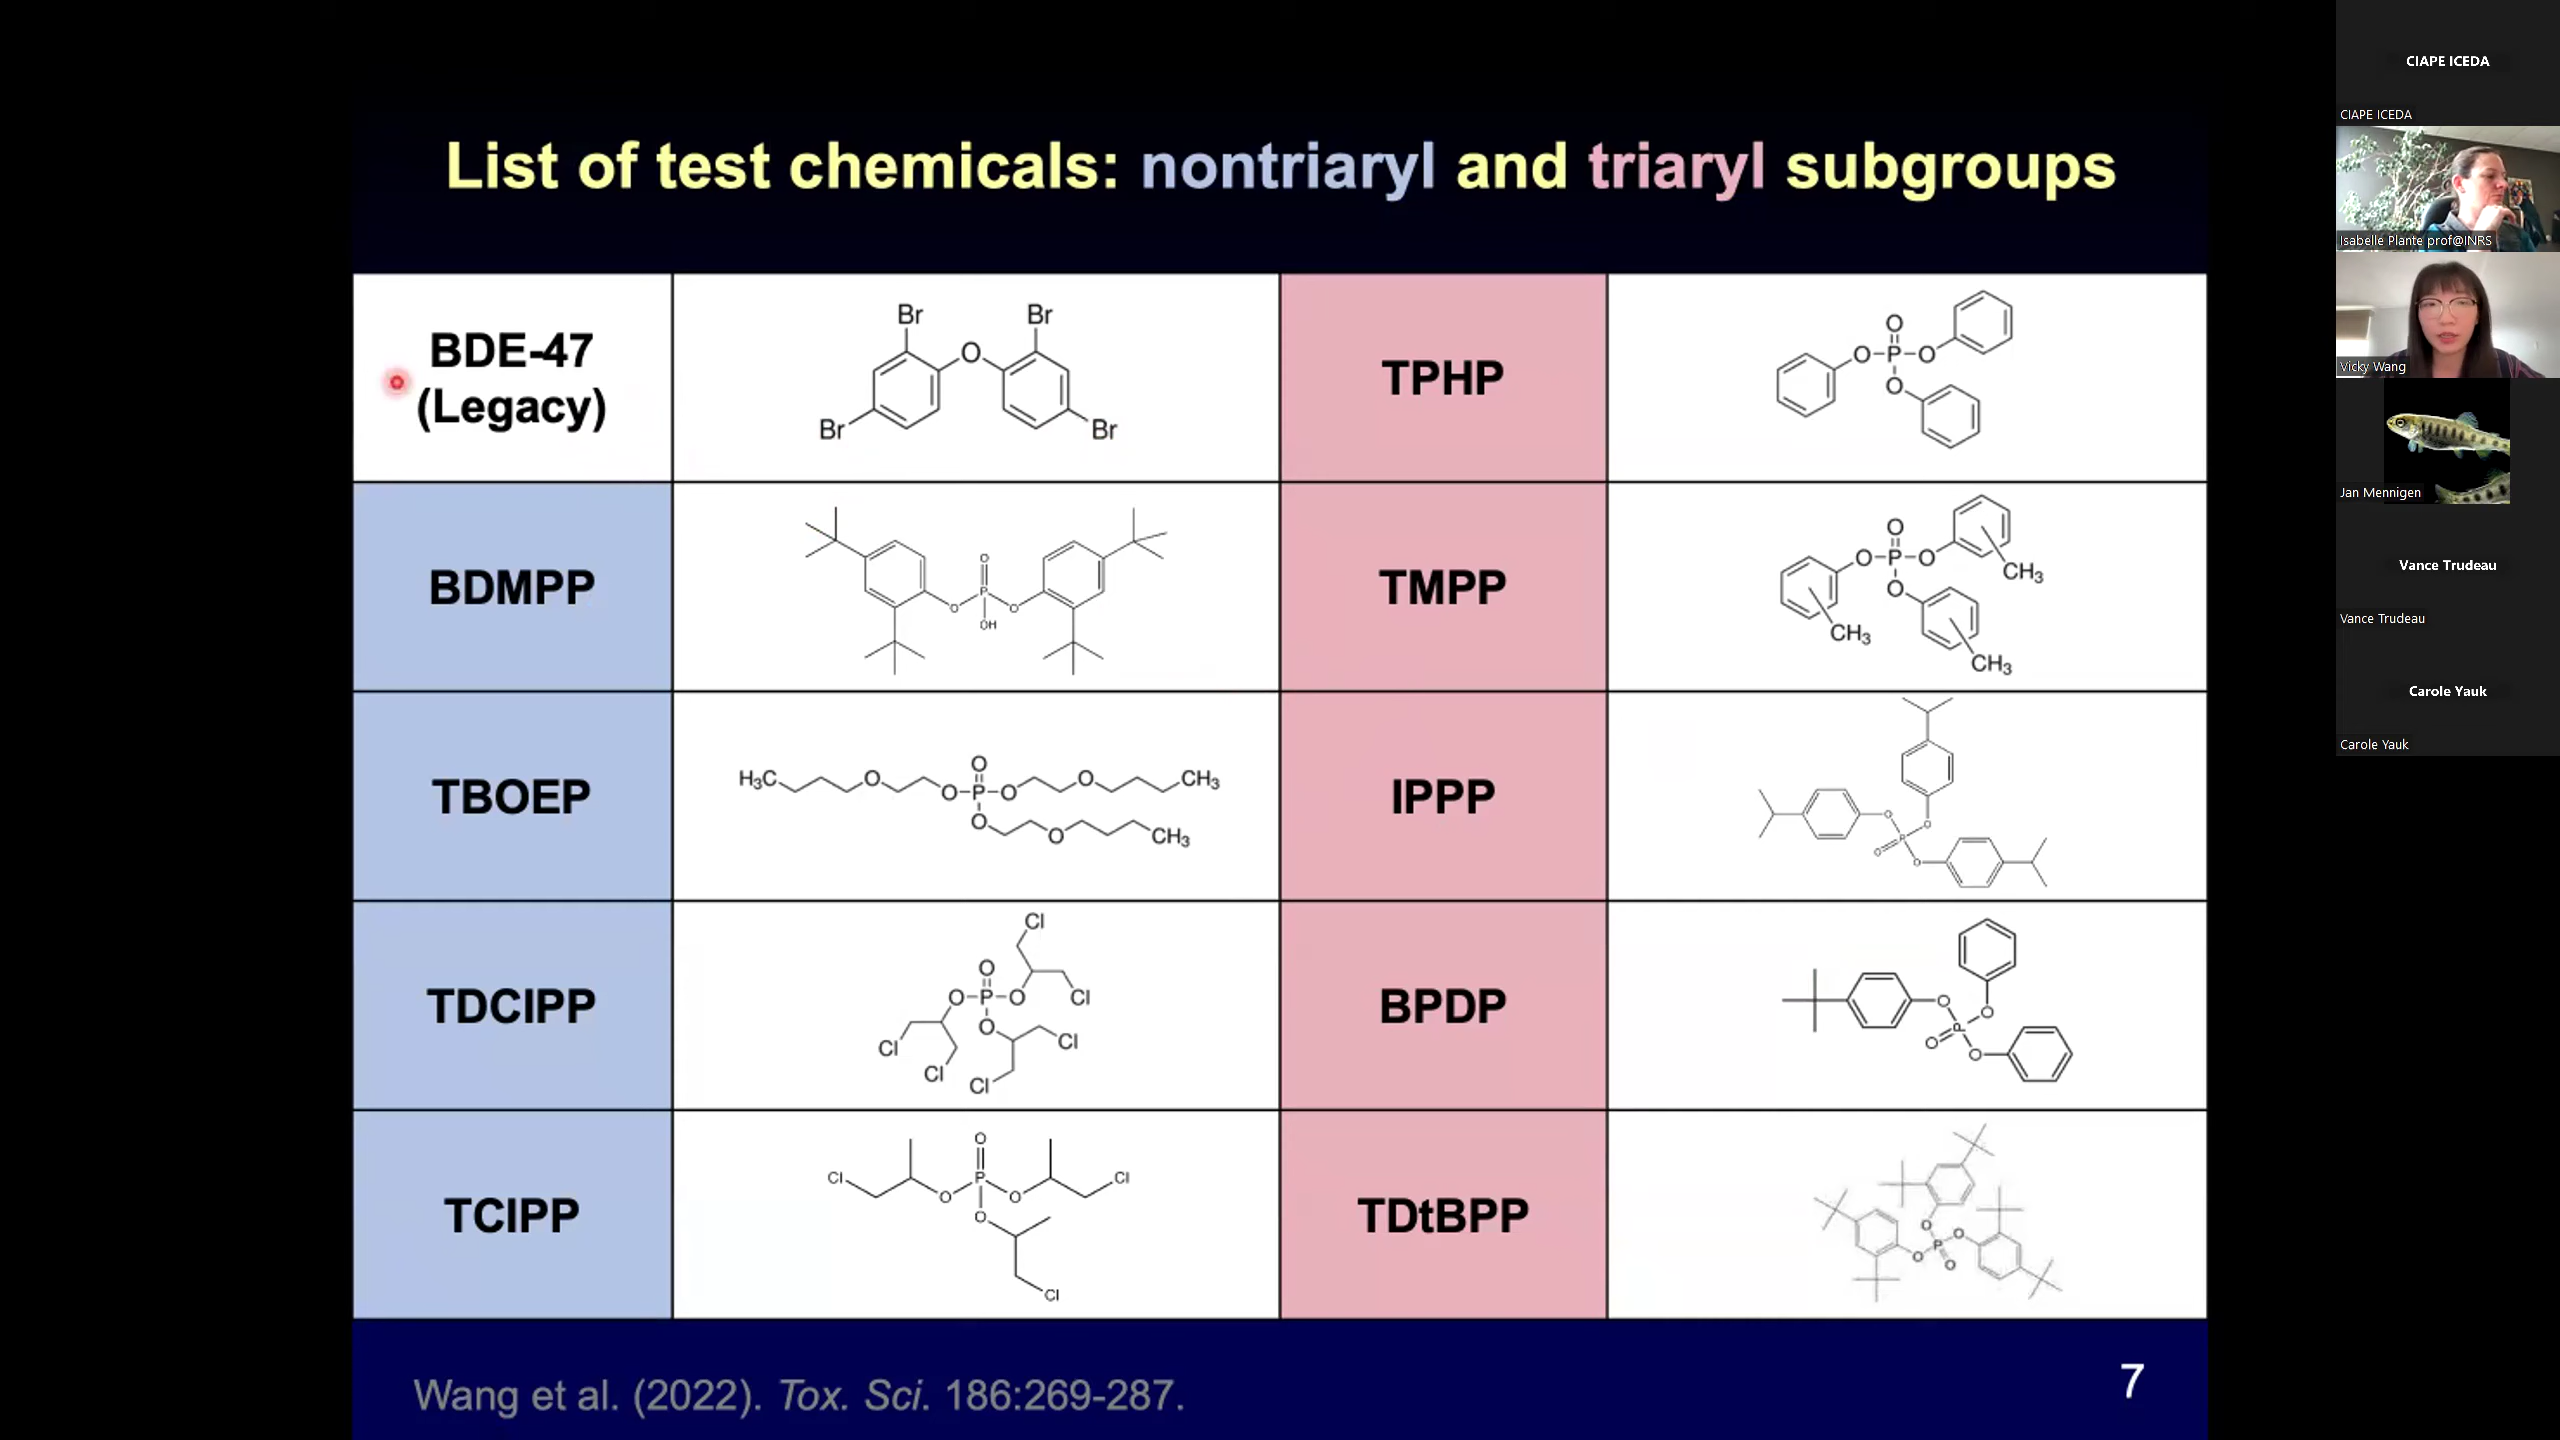 List of test chemicals: nontriaryl and triaryl subgroups
BDE-47
(Legacy)
Br
Br
O
Br
Br
TPHP
O
O
P
O
O
BDMPP
O
O
P
O
OH
TMPP
O
O
P
O
O
CH3
CH3
CH3
TBOEP
O
H3C
O
O
P
O
O
CH3
O
O
CH3
IPPP
O
O
P
O
O
TDCIPP
Cl
O
O
P
O
Cl
O
Cl
Cl
Cl
Cl
BPDP
O
O
P
O
O
TCIPP
O
Cl
P
Cl
O
O
O
Cl
TDtBPP
O
O
P
O
O
Wang et al. (2022). Tox. Sci. 186:269-287.
7
CIAPE ICEDA
CIAPE ICEDA
Isabelle Plante prof@INRS
Vicky Wang
Jan Mennigen
Vance Trudeau
Vance Trudeau
Carole Yauk
Carole Yauk